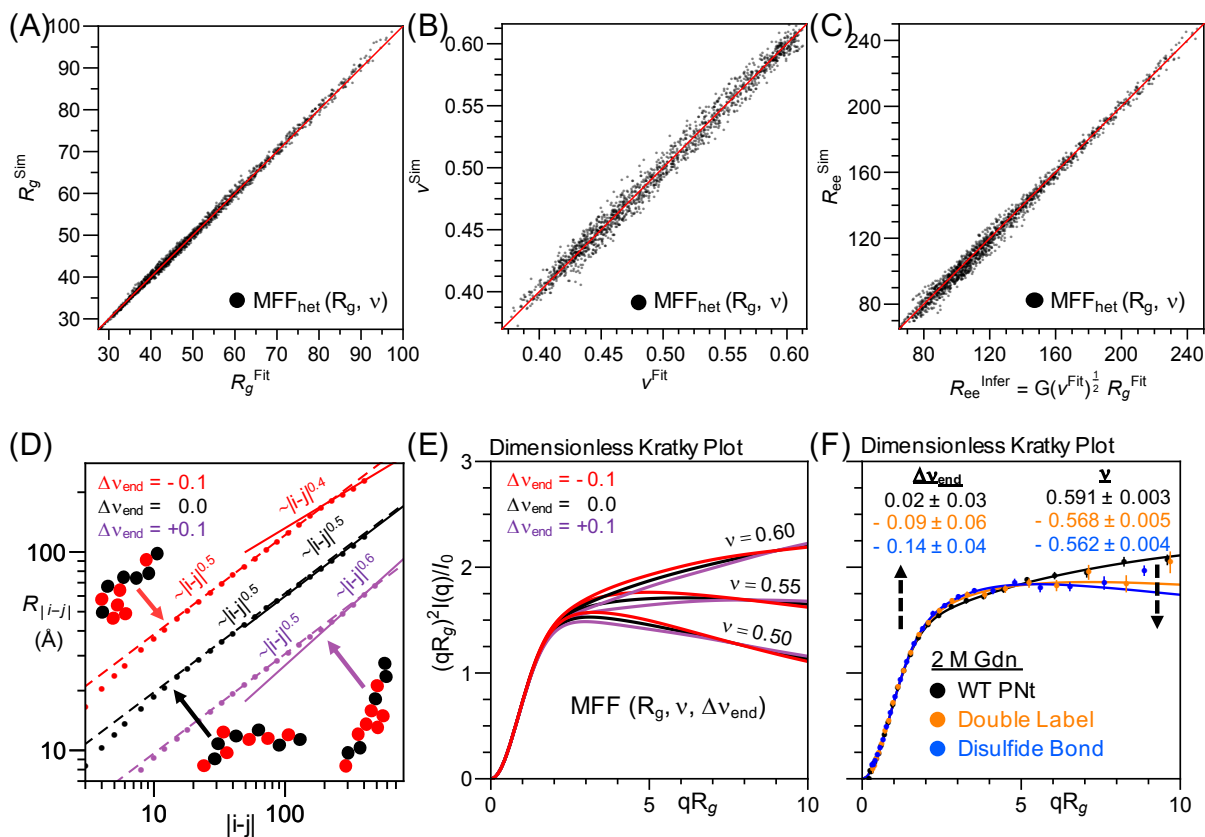 (A)
100
90
80
70
60
50
40
30
R_g^Sim
30 40 50 60 70 80 90 100
R_g^Fit
MFF_het (R_g, ν)
(B)
0.60
0.55
0.50
0.45
0.40
ν^Sim
0.40 0.45 0.50 0.55 0.60
ν^Fit
MFF_het (R_g, ν)
(C)
250
200
150
100
R_ee^Sim
80 120 160 200 240
R_ee^Infer = G(ν^Fit)^½ R_g^Fit
MFF_het (R_g, ν)
(D)
Δν_end = - 0.1
Δν_end = 0.0
Δν_end = +0.1
~|i-j|^0.4
~|i-j|^0.5
~|i-j|^0.5
~|i-j|^0.5
~|i-j|^0.6
~|i-j|^0.5
100
10
R_|i−j|
(Å)
10 100
|i-j|
(E)
Dimensionless Kratky Plot
Δν_end = - 0.1
Δν_end = 0.0
Δν_end = +0.1
3
2
1
0
(qR_g)^2I(q)/I_0
ν = 0.60
ν = 0.55
ν = 0.50
MFF (R_g, ν, Δν_end)
0 5 10
qR_g
(F)
Dimensionless Kratky Plot
Δν_end ν
0.02 ± 0.03 0.591 ± 0.003
- 0.09 ± 0.06 - 0.568 ± 0.005
- 0.14 ± 0.04 - 0.562 ± 0.004
2 M Gdn
WT PNt
Double Label
Disulfide Bond
0 5 10
qR_g